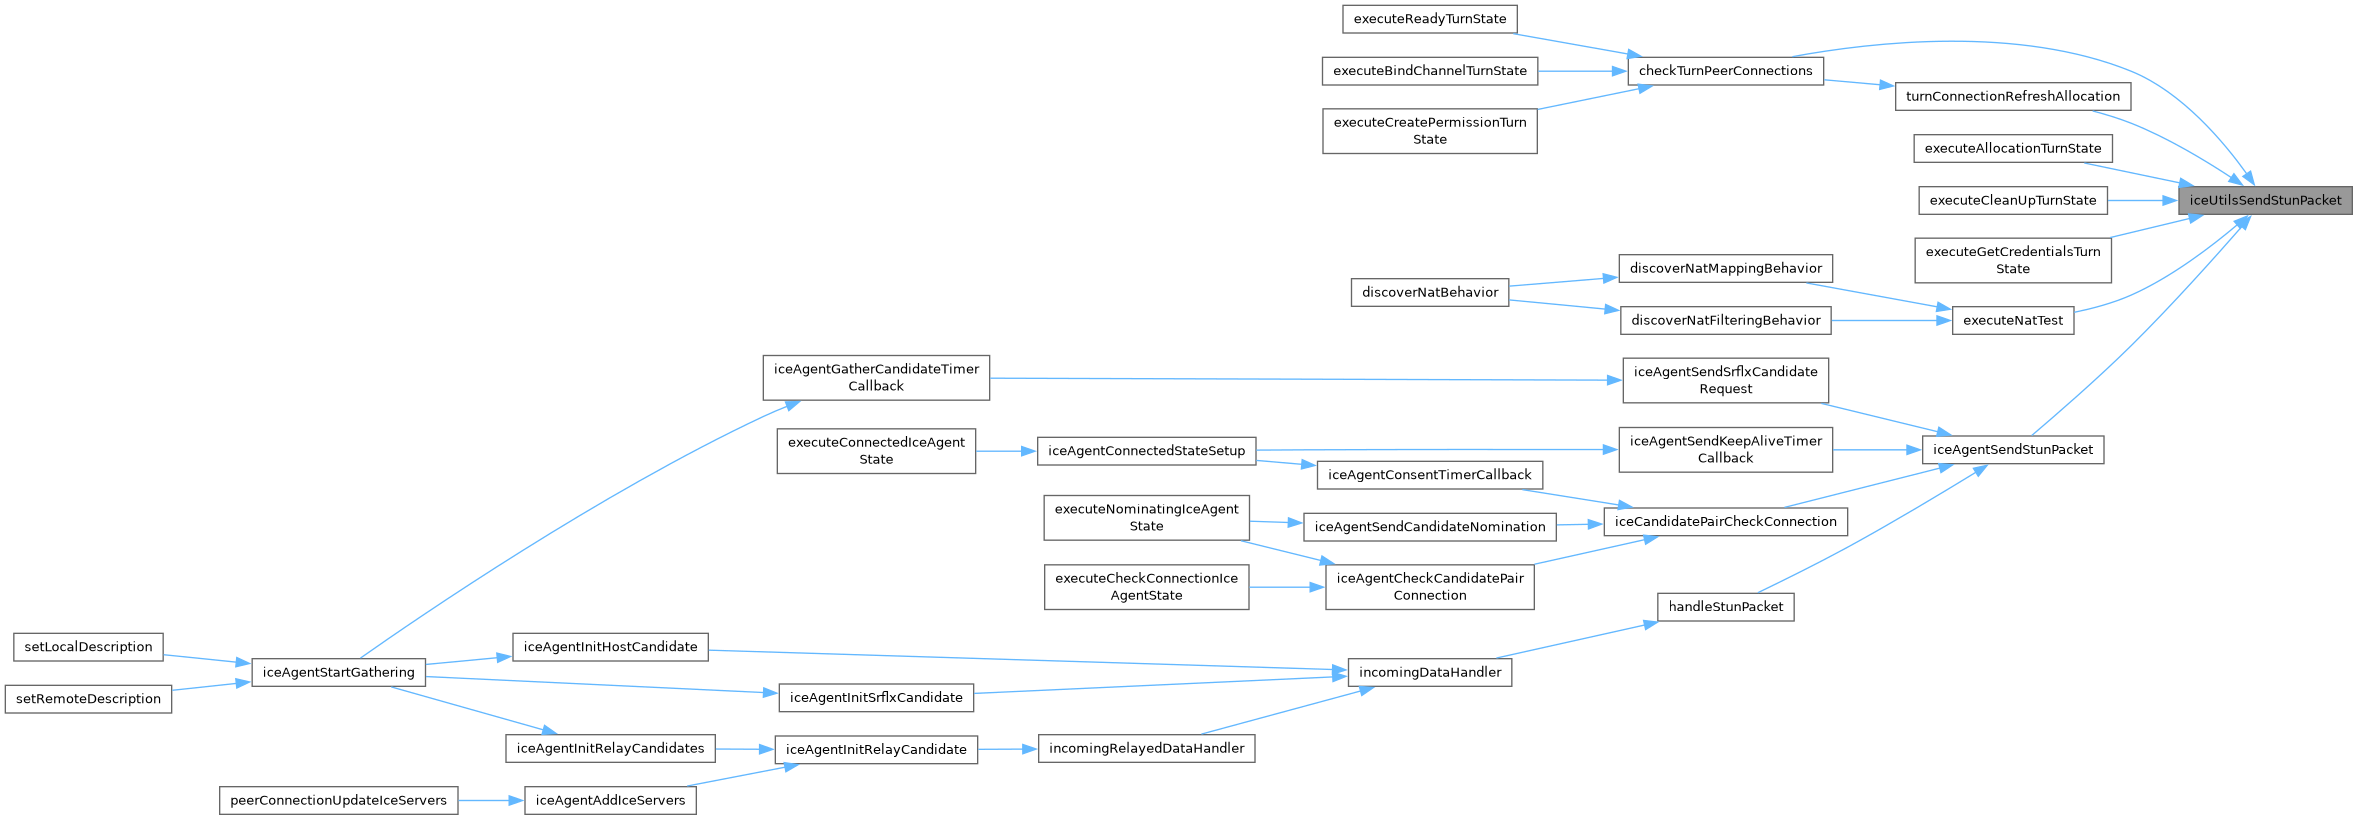 executeReadyTurnState
executeBindChannelTurnState
checkTurnPeerConnections
turnConnectionRefreshAllocation
executeCreatePermissionTurn
State
executeAllocationTurnState
executeCleanUpTurnState
iceUtilsSendStunPacket
executeGetCredentialsTurn
State
discoverNatMappingBehavior
discoverNatBehavior
discoverNatFilteringBehavior
executeNatTest
iceAgentGatherCandidateTimer
Callback
iceAgentSendSrflxCandidate
Request
executeConnectedIceAgent
State
iceAgentConnectedStateSetup
iceAgentSendKeepAliveTimer
Callback
iceAgentSendStunPacket
iceAgentConsentTimerCallback
executeNominatingIceAgent
State
iceAgentSendCandidateNomination
iceCandidatePairCheckConnection
executeCheckConnectionIce
AgentState
iceAgentCheckCandidatePair
Connection
handleStunPacket
setLocalDescription
iceAgentInitHostCandidate
iceAgentStartGathering
incomingDataHandler
setRemoteDescription
iceAgentInitSrflxCandidate
iceAgentInitRelayCandidates
iceAgentInitRelayCandidate
incomingRelayedDataHandler
peerConnectionUpdateIceServers
iceAgentAddIceServers